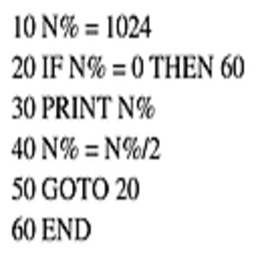 10 N% = 1024
20 IF N% = 0 THEN 60
30 PRINT N%
40 N% = N%/2
50 GOTO 20
60 END